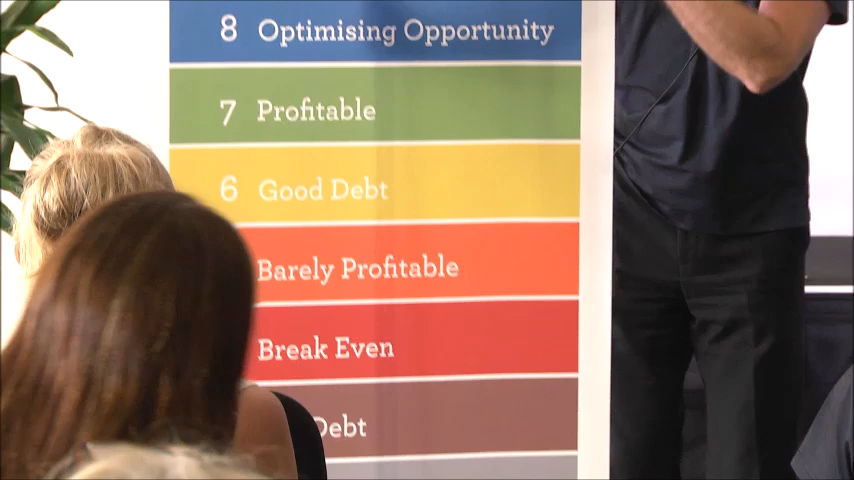 8 Optimising Opportunity
7 Profitable
6 Good Debt
Barely Profitable
Break Even
Debt